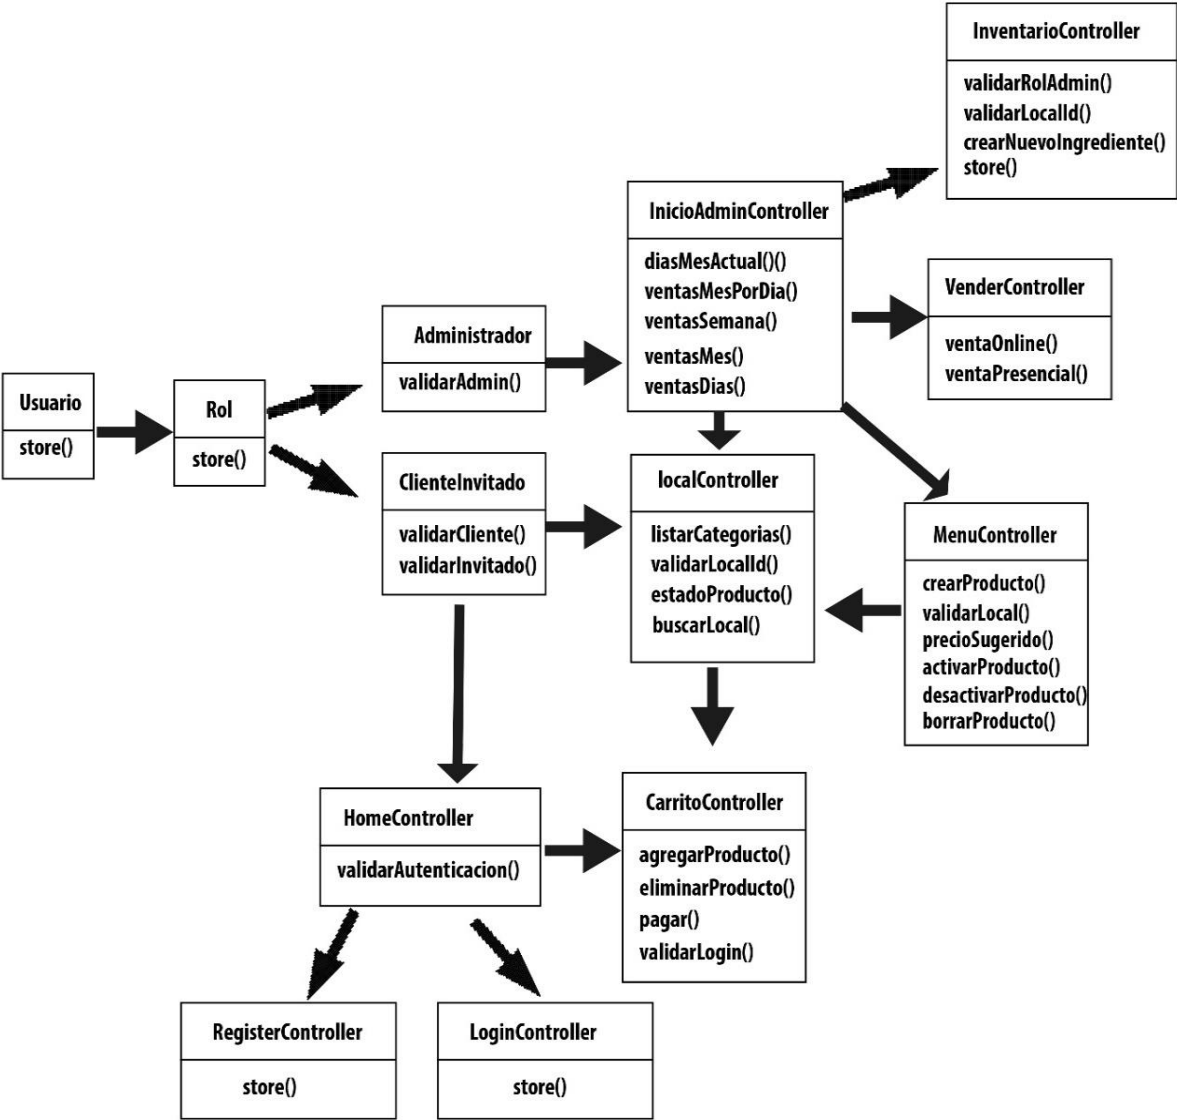 InventarioController
validarRolAdmin()
validarLocalId()
crearNuevoIngrediente()
store()
InicioAdminController
diasMesActual()()
ventasMesPorDia()
ventasSemana()
ventasMes()
ventasDias()
VenderController
ventaOnline()
ventaPresencial()
Administrador
validarAdmin()
Usuario
store()
Rol
store()
ClienteInvitado
validarCliente()
validarInvitado()
localController
listarCategorias()
validarLocalId()
estadoProducto()
buscarLocal()
MenuController
crearProducto()
validarLocal()
precioSugerido()
activarProducto()
desactivarProducto()
borrarProducto()
HomeController
validarAutenticacion()
CarritoController
agregarProducto()
eliminarProducto()
pagar()
validarLogin()
RegisterController
store()
LoginController
store()